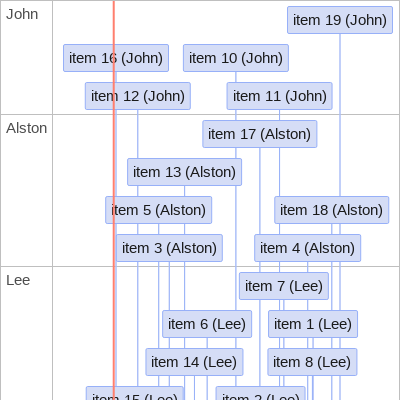 John
item 19 (John)
item 16 (John)
item 10 (John)
item 12 (John)
item 11 (John)
Alston
item 17 (Alston)
item 13 (Alston)
item 5 (Alston)
item 18 (Alston)
item 3 (Alston)
item 4 (Alston)
Lee
item 7 (Lee)
item 6 (Lee)
item 1 (Lee)
item 14 (Lee)
item 8 (Lee)
item 15 (Lee)
item 2 (Lee)